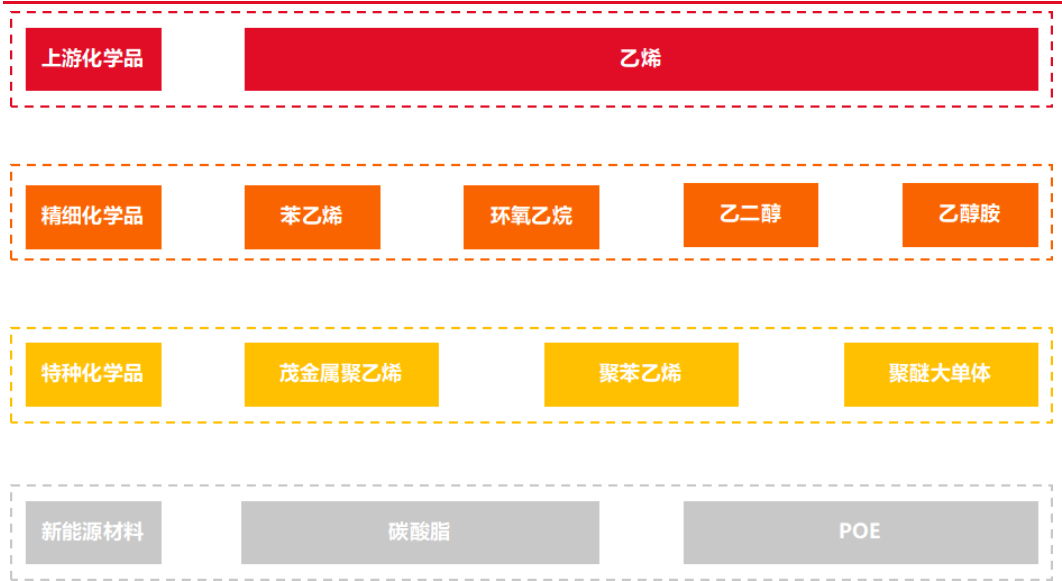 上游化学品
乙烯
精细化学品
苯乙烯
环氧乙烷
乙二醇
乙醇胺
特种化学品
茂金属聚乙烯
聚苯乙烯
聚醚大单体
新能源材料
碳酸脂
POE